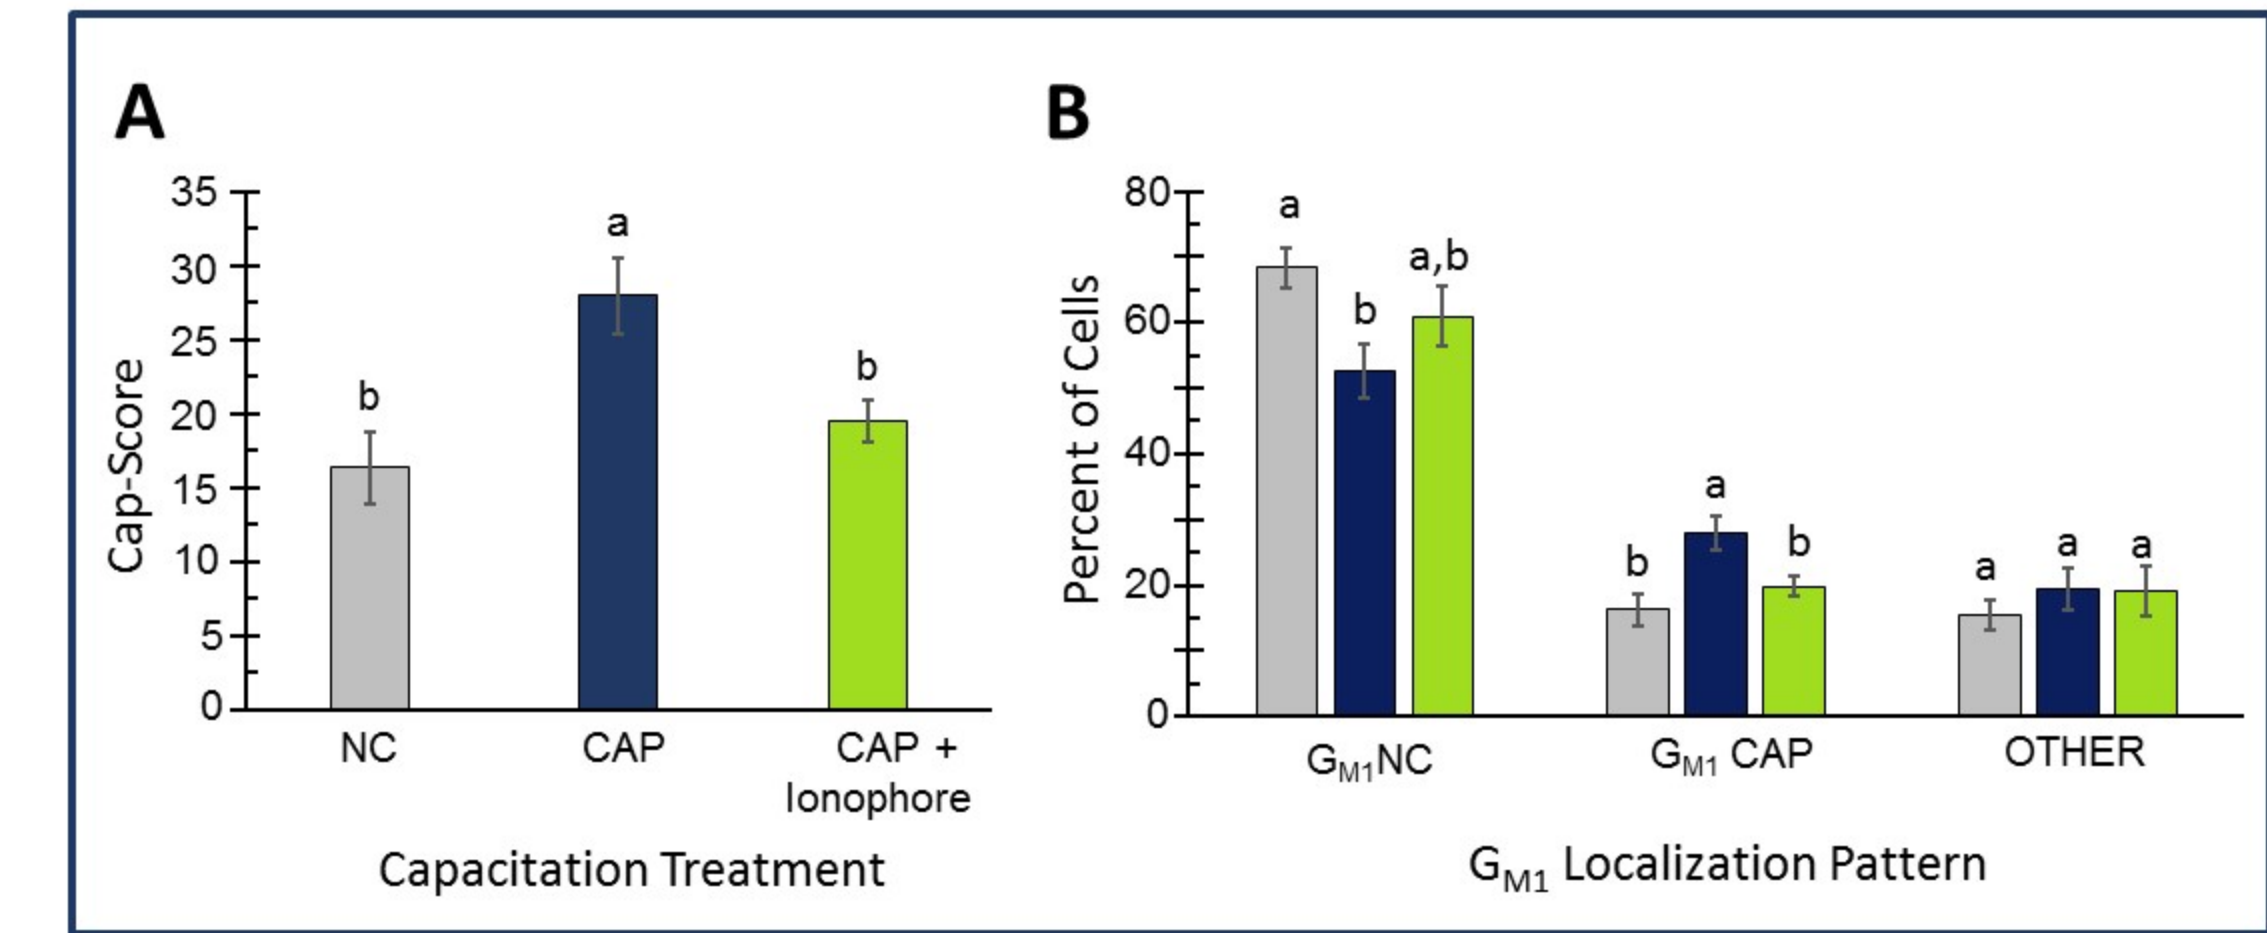 A
35
30
25
20
15
10
5
0
Cap-Score
b
a
b
NC
CAP
CAP +
Ionophore
Capacitation Treatment
B
80
60
40
20
0
Percent of Cells
a
b
a,b
b
a
b
a
a
a
GM1NC
GM1 CAP
OTHER
GM1 Localization Pattern